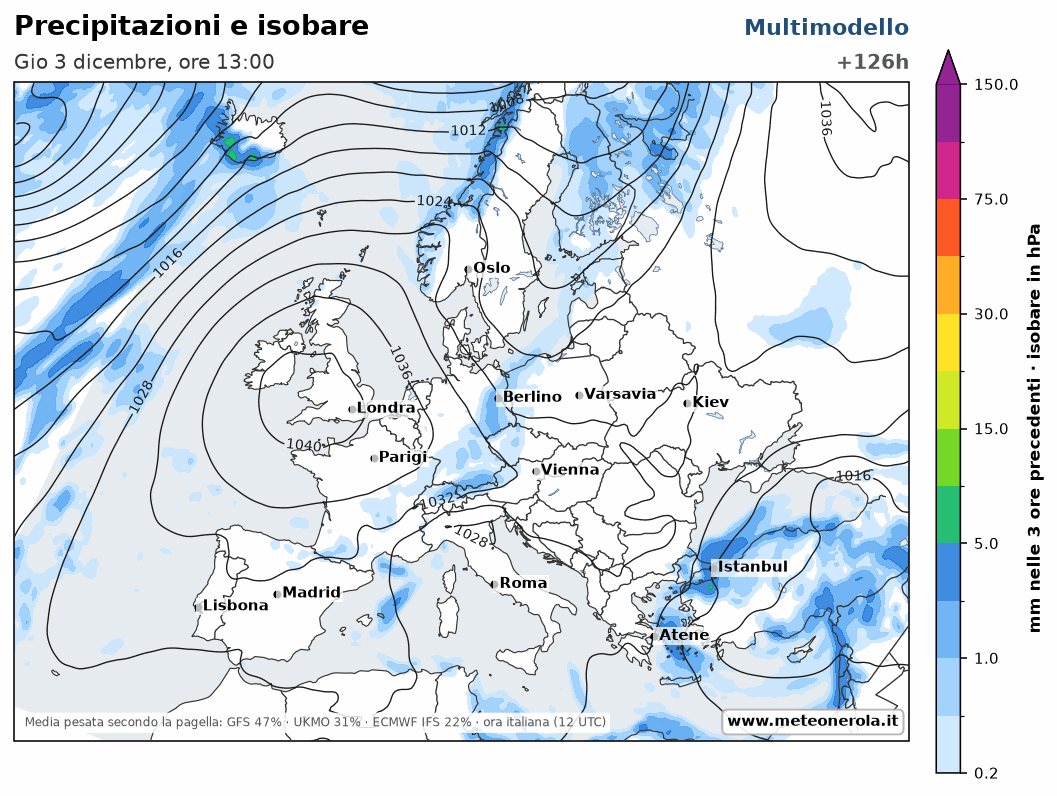 Precipitazioni e isobare
Multimodello
Gio 3 dicembre, ore 13:00
+126h
1008
1012
1036
1024
1016
Oslo
1036
1028
Berlino
Varsavia
Kiev
Londra
1040
Parigi
Vienna
1032
1016
1028
Istanbul
Roma
Madrid
Lisbona
Atene
Media pesata secondo la pagella: GFS 47% · UKMO 31% · ECMWF IFS 22% · ora italiana (12 UTC)
www.meteonerola.it
150.0
75.0
30.0
15.0
5.0
1.0
0.2
mm nelle 3 ore precedenti · isobare in hPa